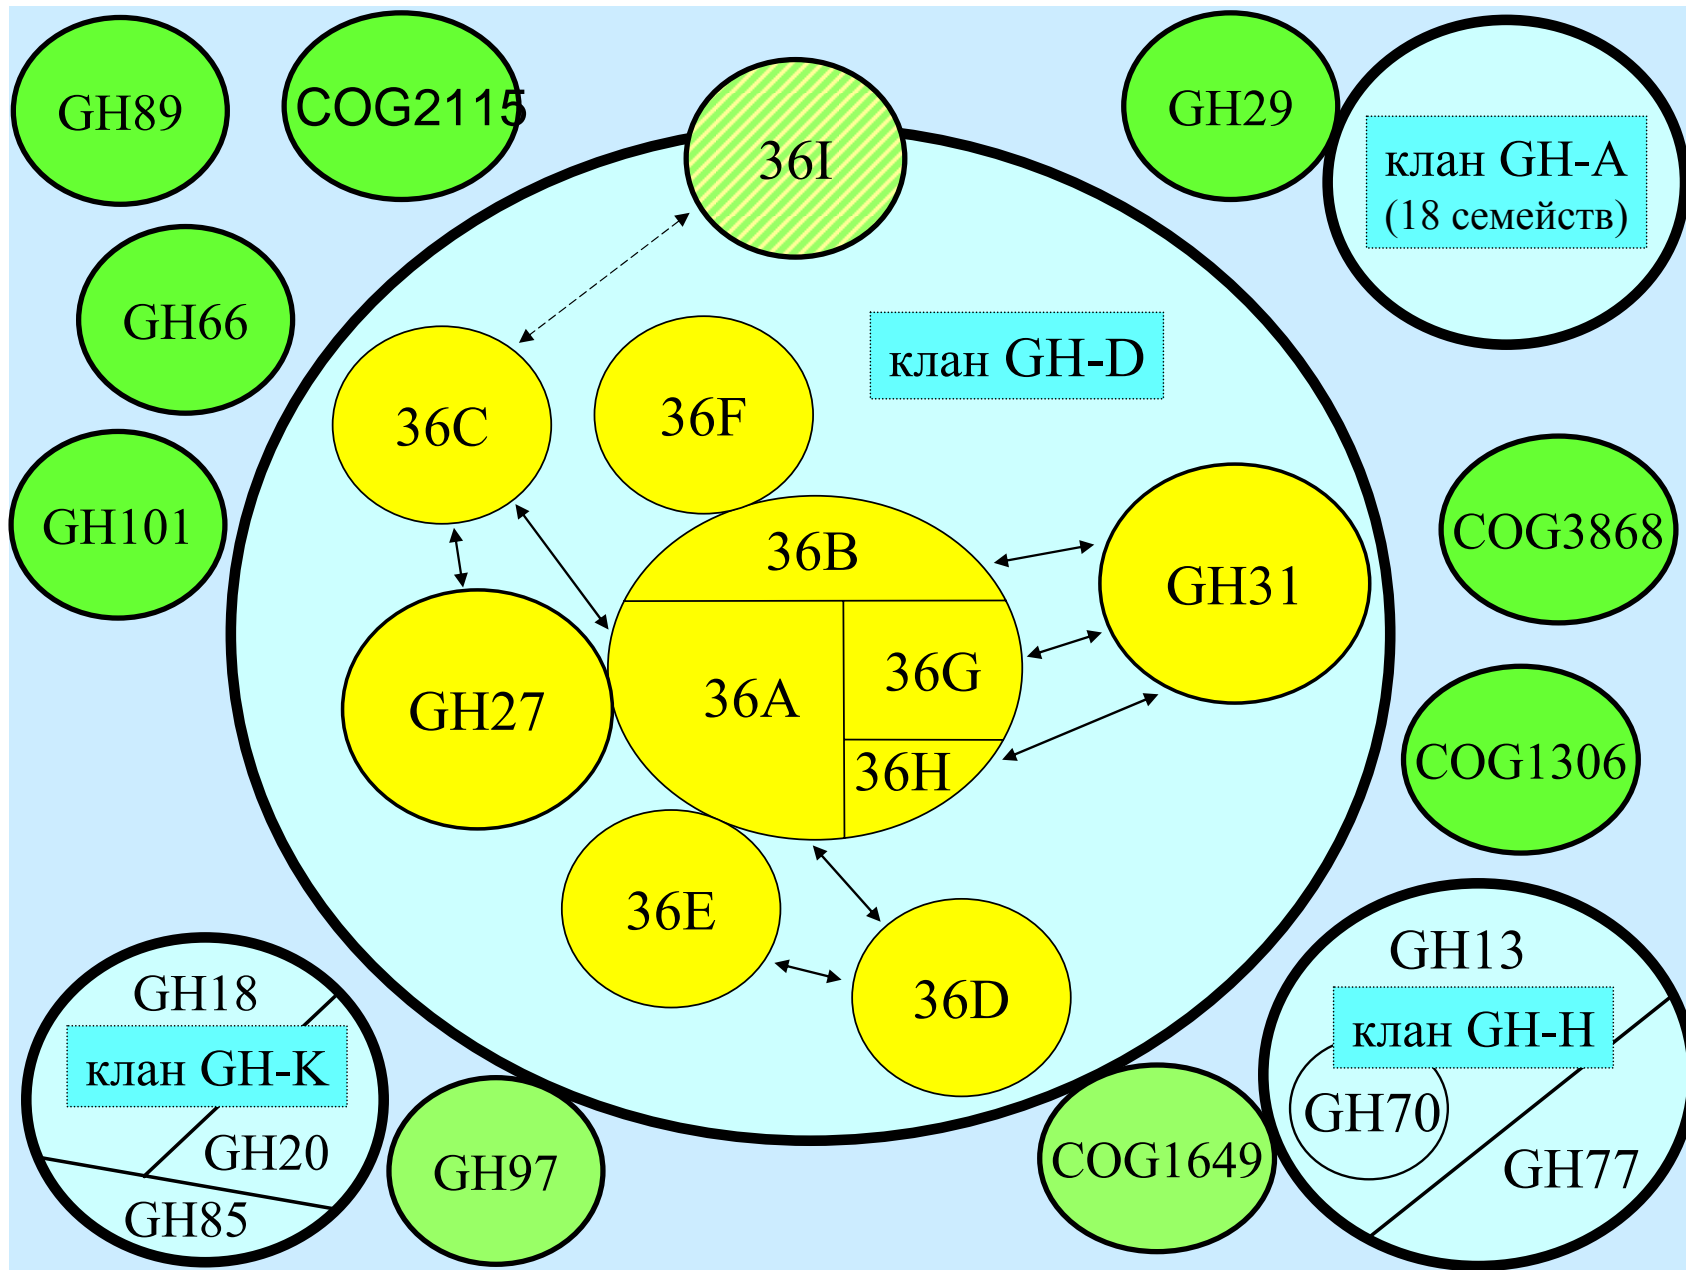 GH89
COG2115
36I
GH29
клан GH-A
(18 семейств)
GH66
клан GH-D
36C
36F
GH101
36B
GH31
COG3868
GH27
36A
36G
36H
COG1306
36E
36D
GH18
клан GH-K
GH20
GH85
GH97
COG1649
GH13
клан GH-H
GH70
GH77